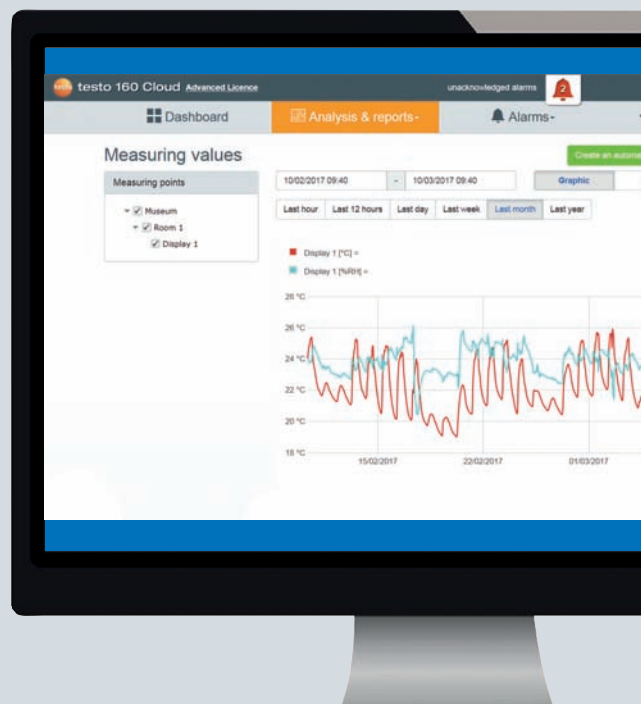 testo
testo 160 Cloud Advanced Licence
unacknowledged alarms
2
Dashboard
Analysis & reports
Alarms
Measuring values
Create an automa
Measuring points
Museum
Room 1
Display 1
10/02/2017 09:40 - 10/03/2017 09:40
Graphic
Last hour Last 12 hours Last day Last week Last month Last year
Display 1 [°C] =
Display 1 [%RH] =
28 °C
26 °C
24 °C
22 °C
20 °C
18 °C
15/02/2017 22/02/2017 01/03/2017